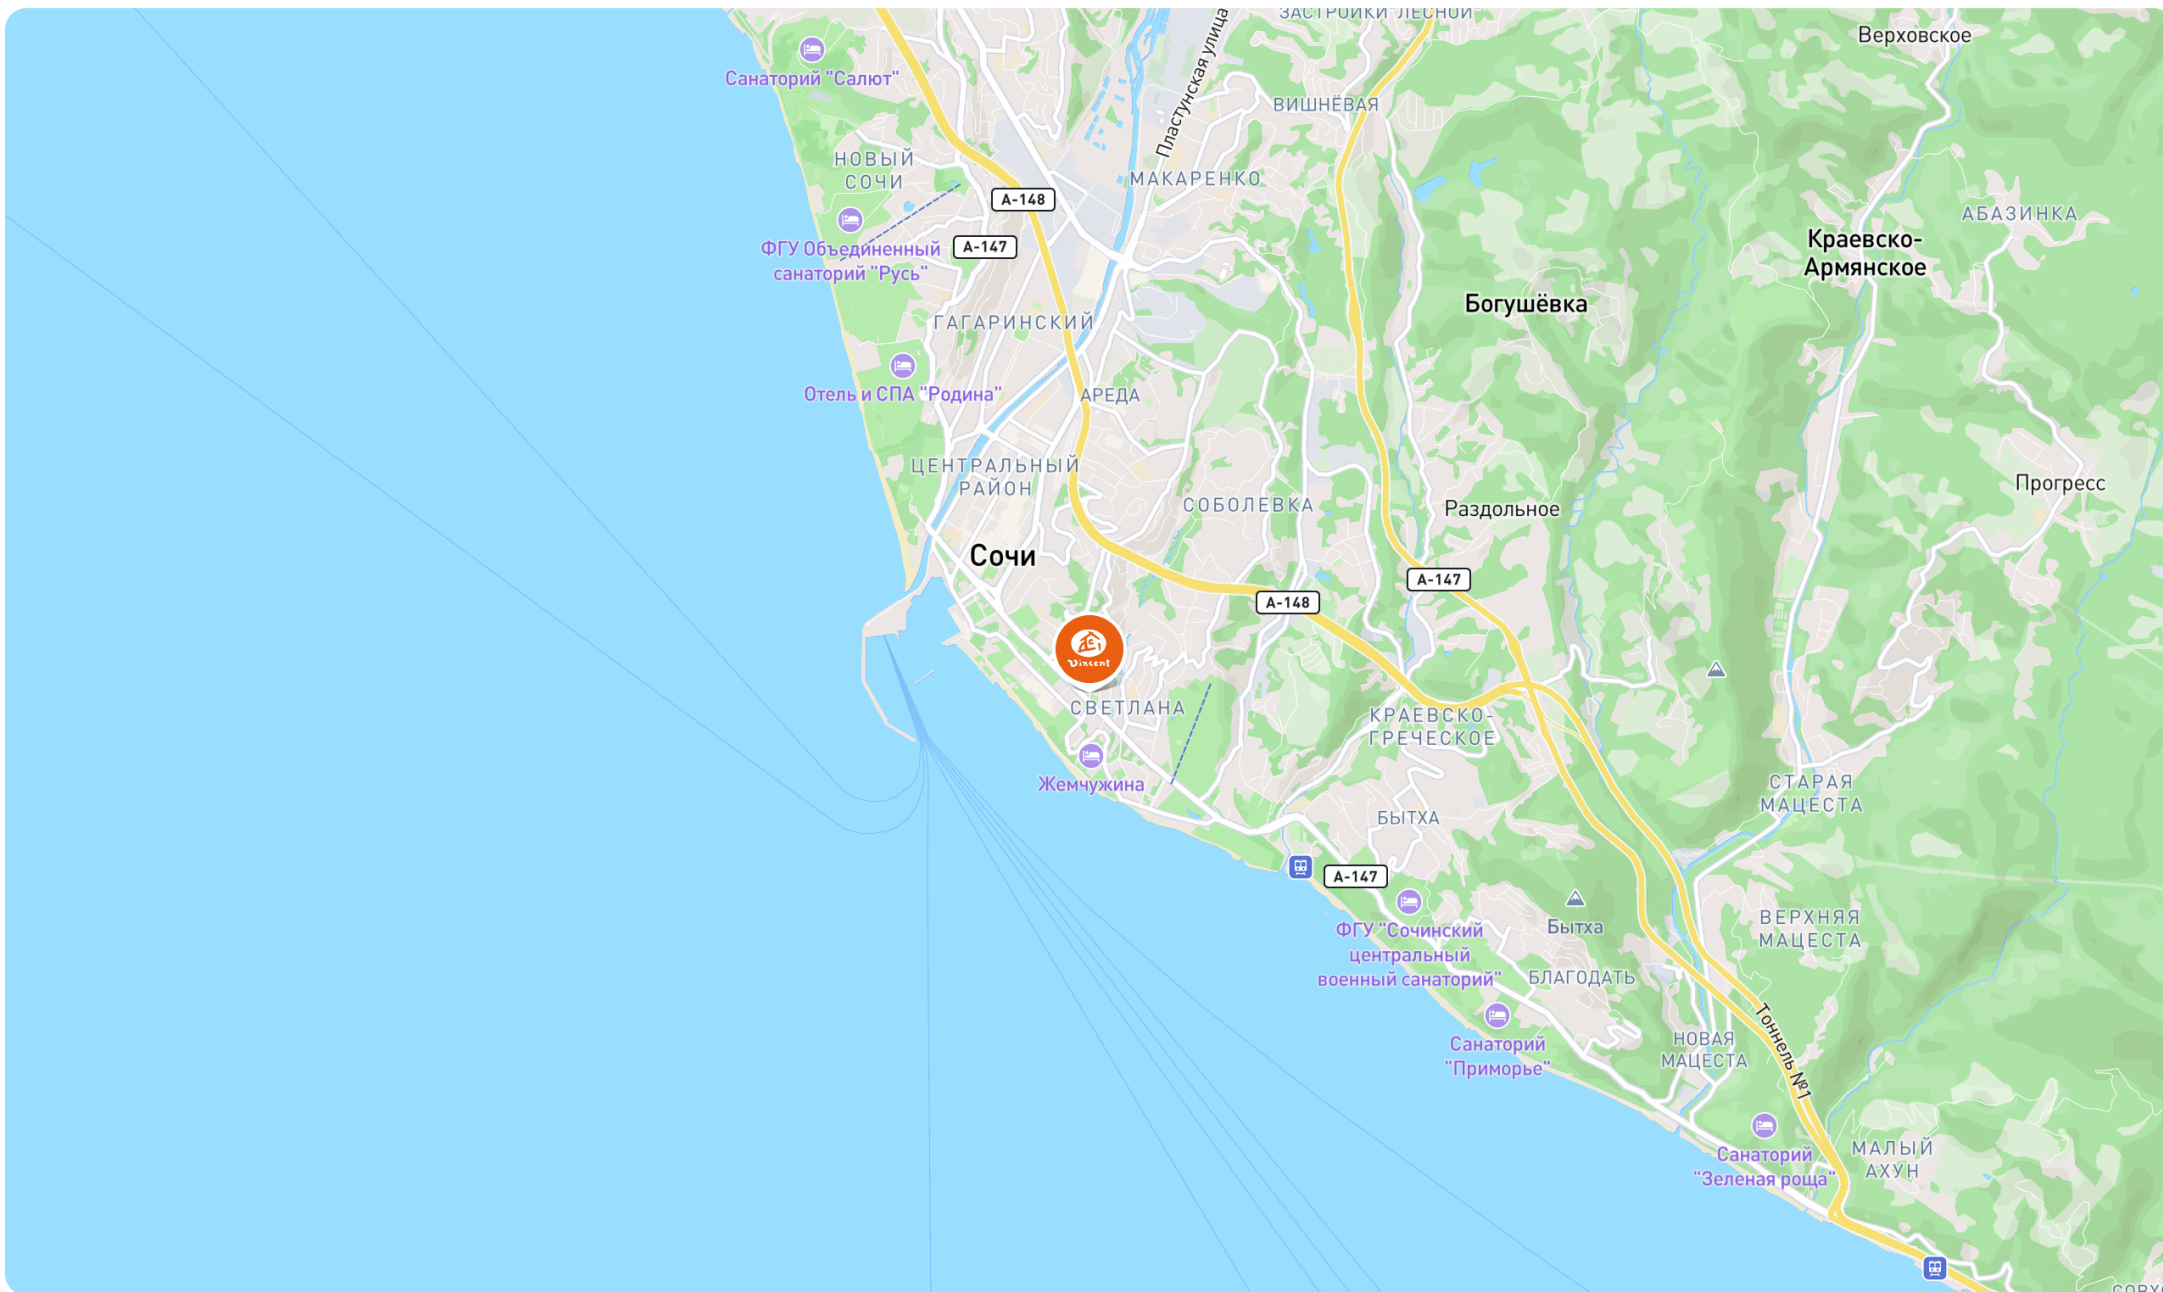 ЗАСТРОЙКИ "ЛЕСНОЙ"
Верховское
Санаторий "Салют"
Пластунская улица
ВИШНЁВАЯ
НОВЫЙ
СОЧИ
МАКАРЕНКО
А-148
АБАЗИНКА
А-147
ФГУ Объединенный
санаторий "Русь"
Краевско-
Армянское
Богушёвка
ГАГАРИНСКИЙ
Отель и СПА "Родина"
АРЕДА
ЦЕНТРАЛЬНЫЙ
РАЙОН
Прогресс
СОБОЛЕВКА
Раздольное
Сочи
А-147
А-148
Vincent
СВЕТЛАНА
КРАЕВСКО-
ГРЕЧЕСКОЕ
Жемчужина
СТАРАЯ
МАЦЕСТА
БЫТХА
А-147
ФГУ "Сочинский
центральный
военный санаторий"
Бытха
ВЕРХНЯЯ
МАЦЕСТА
БЛАГОДАТЬ
Санаторий
"Приморье"
НОВАЯ
МАЦЕСТА
Тоннель №1
Санаторий
"Зеленая роща"
МАЛЫЙ
АХУН